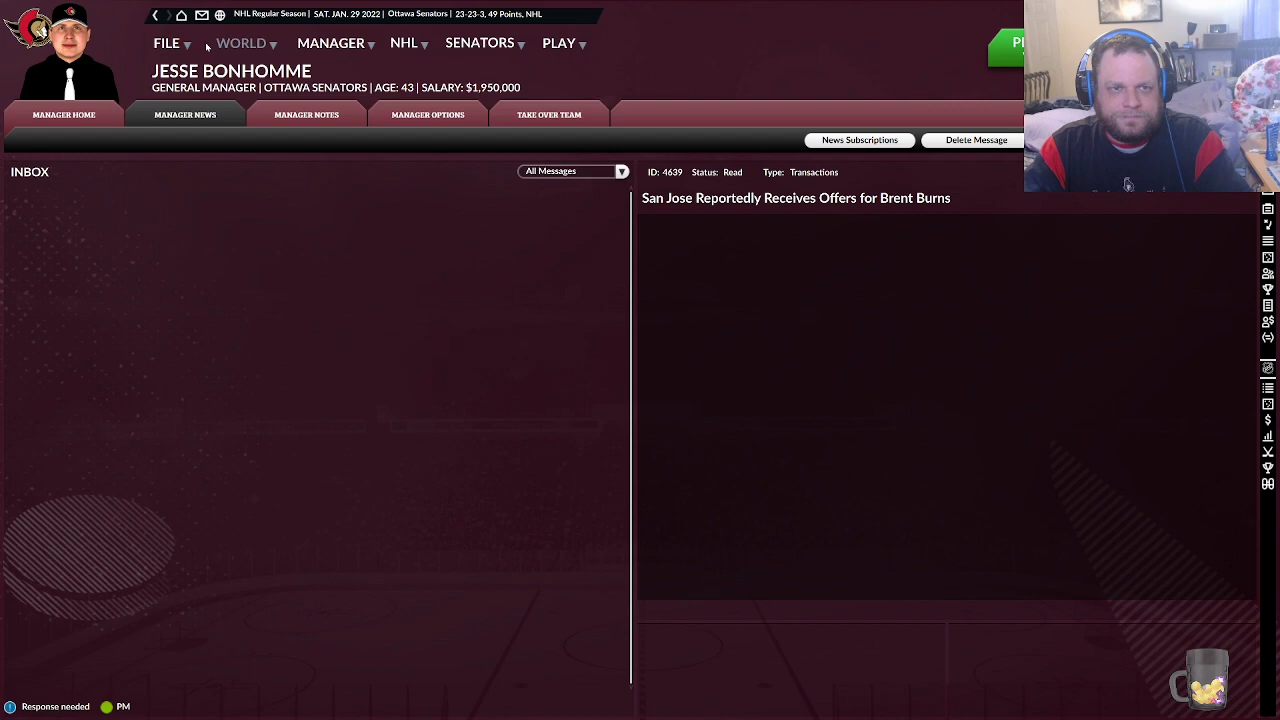 NHL Regular Season | SAT. JAN. 29 2022 | Ottawa Senators | 23-23-3, 49 Points, NHL
FILE WORLD MANAGER NHL SENATORS PLAY
JESSE BONHOMME
GENERAL MANAGER | OTTAWA SENATORS | AGE: 43 | SALARY: $1,950,000
MANAGER HOME MANAGER NEWS MANAGER NOTES MANAGER OPTIONS TAKE OVER TEAM
News Subscriptions Delete Message
INBOX All Messages
ID: 4639 Status: Read Type: Transactions
San Jose Reportedly Receives Offers for Brent Burns
Response needed PM